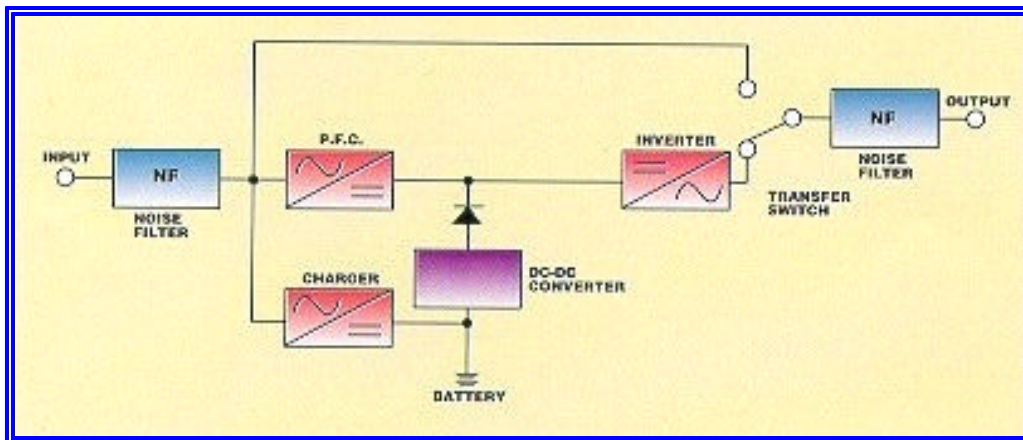 INPUT
NF
NOISE
FILTER
P.F.C.
CHARGER
BATTERY
DC-DC
CONVERTER
INVERTER
TRANSFER
SWITCH
NF
NOISE
FILTER
OUTPUT